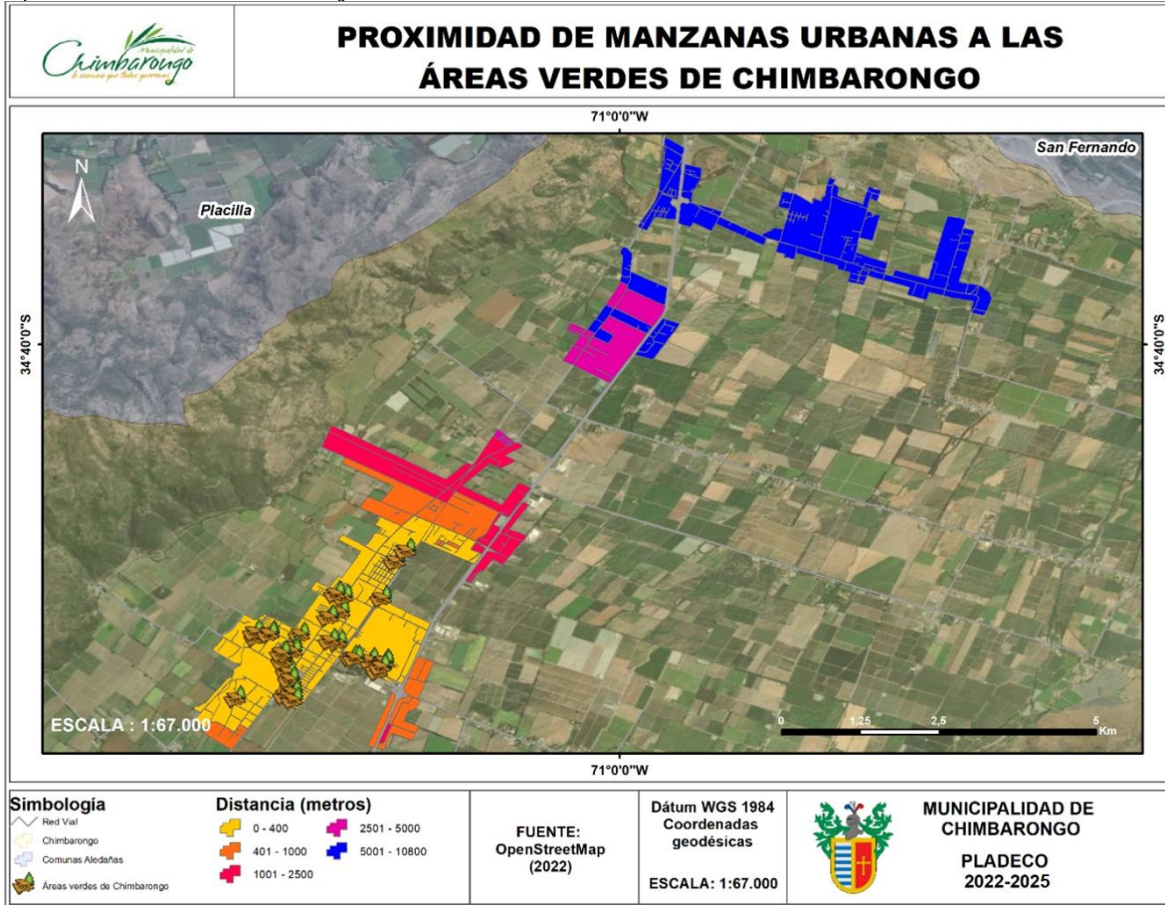 Municipalidad de
Chimbarongo
PROXIMIDAD DE MANZANAS URBANAS A LAS
ÁREAS VERDES DE CHIMBARONGO
71°0'0"W
N
San Fernando
Placilla
34°40'0"S
34°40'0"S
ESCALA : 1:67.000
0 1,25 2,5 5
Km
71°0'0"W
Simbología
Red Vial
Chimbarongo
Comunas Aledañas
Áreas verdes de Chimbarongo
Distancia (metros)
0 - 400
401 - 1000
1001 - 2500
2501 - 5000
5001 - 10800
FUENTE:
OpenStreetMap
(2022)
Dátum WGS 1984
Coordenadas
geodésicas
ESCALA: 1:67.000
MUNICIPALIDAD DE
CHIMBARONGO
PLADECO
2022-2025